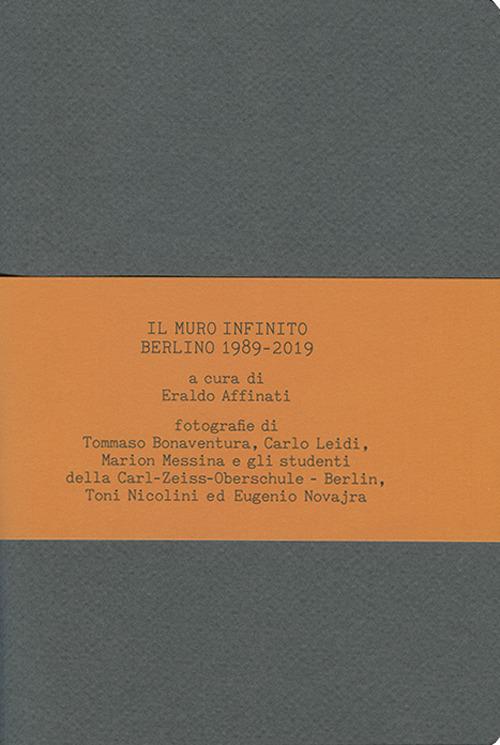 IL MURO INFINITO
BERLINO 1989-2019
a cura di
Eraldo Affinati
fotografie di
Tommaso Bonaventura, Carlo Leidi,
Marion Messina e gli studenti
della Carl-Zeiss-Oberschule - Berlin,
Toni Nicolini ed Eugenio Novajra